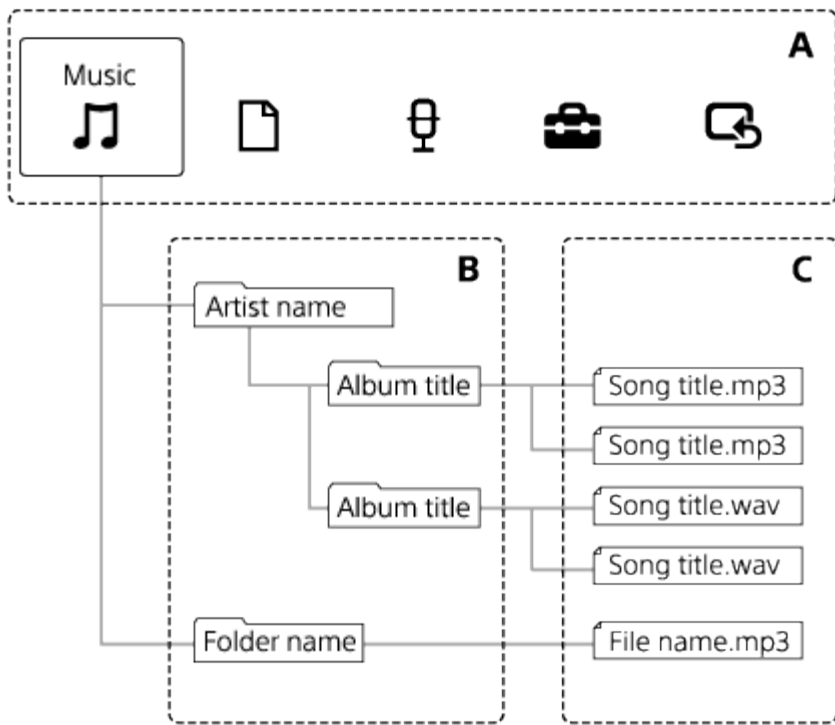 A
Music
B
C
Artist name
Album title
Song title.mp3
Song title.mp3
Album title
Song title.wav
Song title.wav
Folder name
File name.mp3